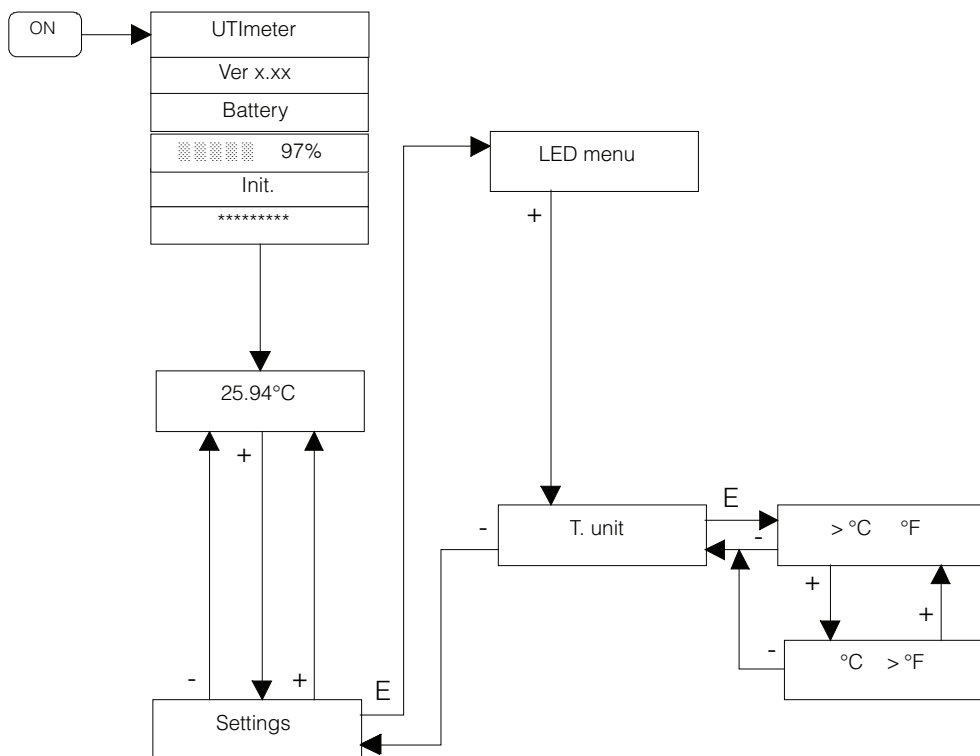 ON
UTImeter
Ver x.xx
Battery
░░░░░ 97%
Init.
*********
LED menu
+
25.94°C
+
-
T. unit
E
-
> °C °F
+
+
-
°C > °F
-
+
E
Settings